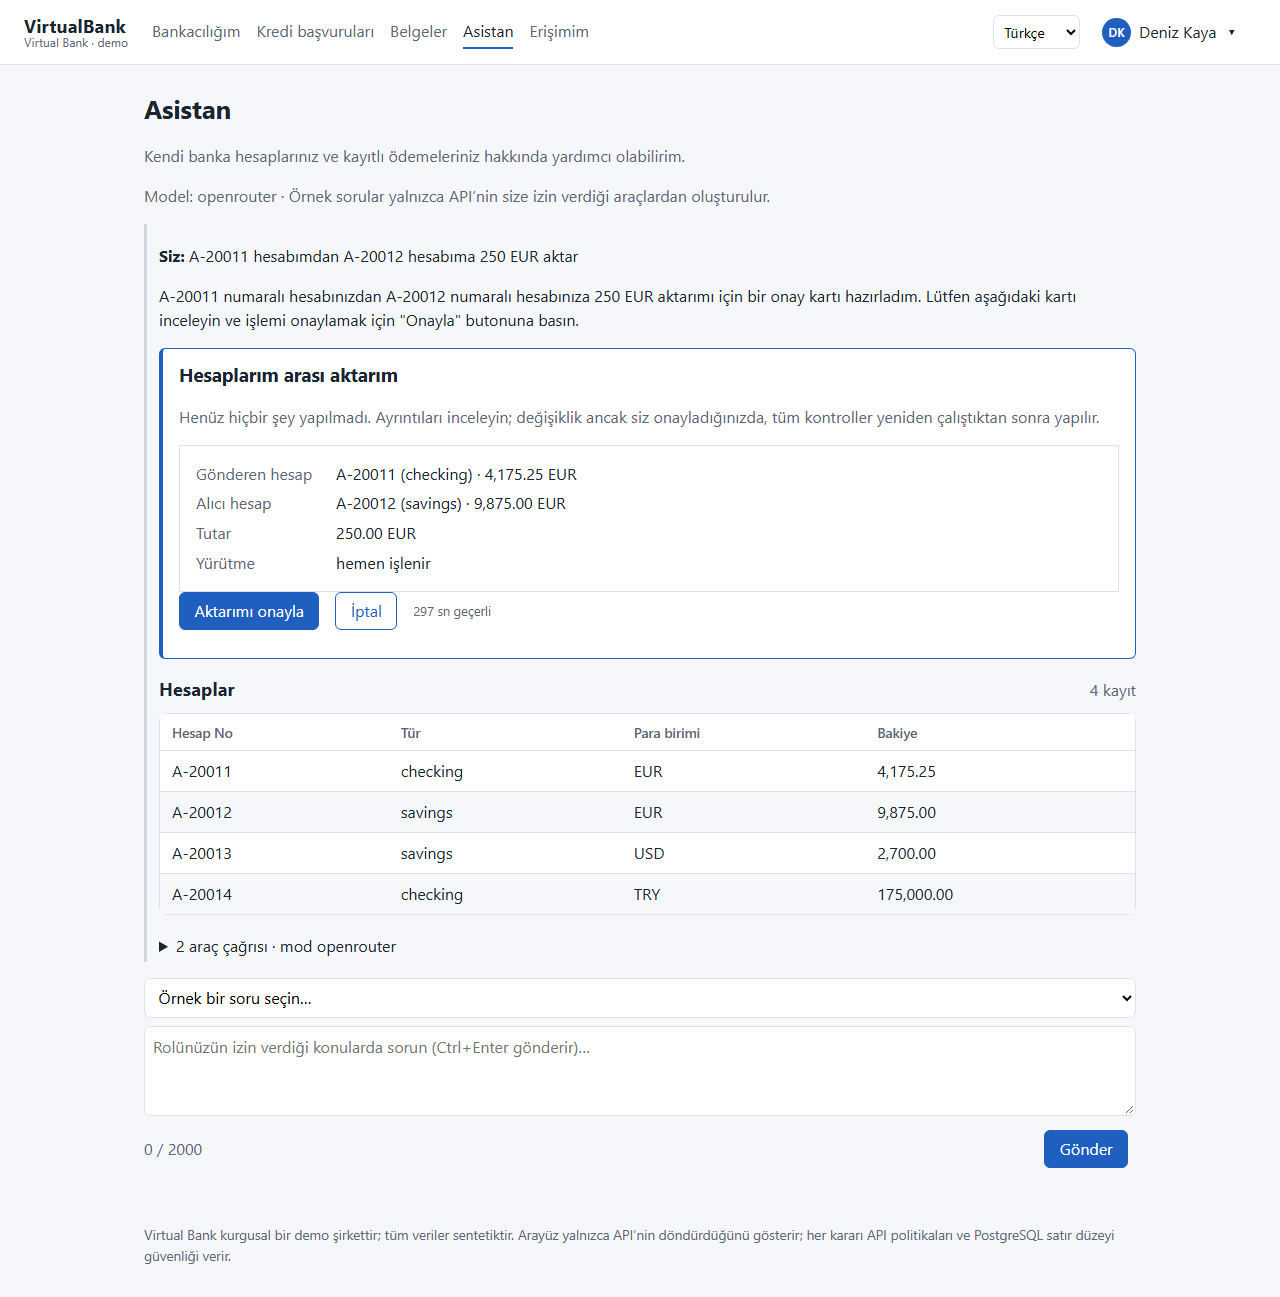 VirtualBank
Virtual Bank · demo
Bankacılığım
Kredi başvuruları
Belgeler
Asistan
Erişimim
Türkçe
DK
Deniz Kaya
Asistan
Kendi banka hesaplarınız ve kayıtlı ödemeleriniz hakkında yardımcı olabilirim.
Model: openrouter · Örnek sorular yalnızca API’nin size izin verdiği araçlardan oluşturulur.
Siz: A-20011 hesabımdan A-20012 hesabıma 250 EUR aktar
A-20011 numaralı hesabınızdan A-20012 numaralı hesabınıza 250 EUR aktarımı için bir onay kartı hazırladım. Lütfen aşağıdaki kartı
inceleyin ve işlemi onaylamak için "Onayla" butonuna basın.
Hesaplarım arası aktarım
Henüz hiçbir şey yapılmadı. Ayrıntıları inceleyin; değişiklik ancak siz onayladığınızda, tüm kontroller yeniden çalıştıktan sonra yapılır.
Gönderen hesap A-20011 (checking) · 4,175.25 EUR
Alıcı hesap A-20012 (savings) · 9,875.00 EUR
Tutar 250.00 EUR
Yürütme hemen işlenir
Aktarımı onayla İptal 297 sn geçerli
Hesaplar 4 kayıt
Hesap No Tür Para birimi Bakiye
A-20011 checking EUR 4,175.25
A-20012 savings EUR 9,875.00
A-20013 savings USD 2,700.00
A-20014 checking TRY 175,000.00
2 araç çağrısı · mod openrouter
Örnek bir soru seçin...
Rolünüzün izin verdiği konularda sorun (Ctrl+Enter gönderir)...
0 / 2000
Gönder
Virtual Bank kurgusal bir demo şirkettir; tüm veriler sentetiktir. Arayüz yalnızca API’nin döndürdüğünü gösterir; her kararı API politikaları ve PostgreSQL satır düzeyi
güvenliği verir.